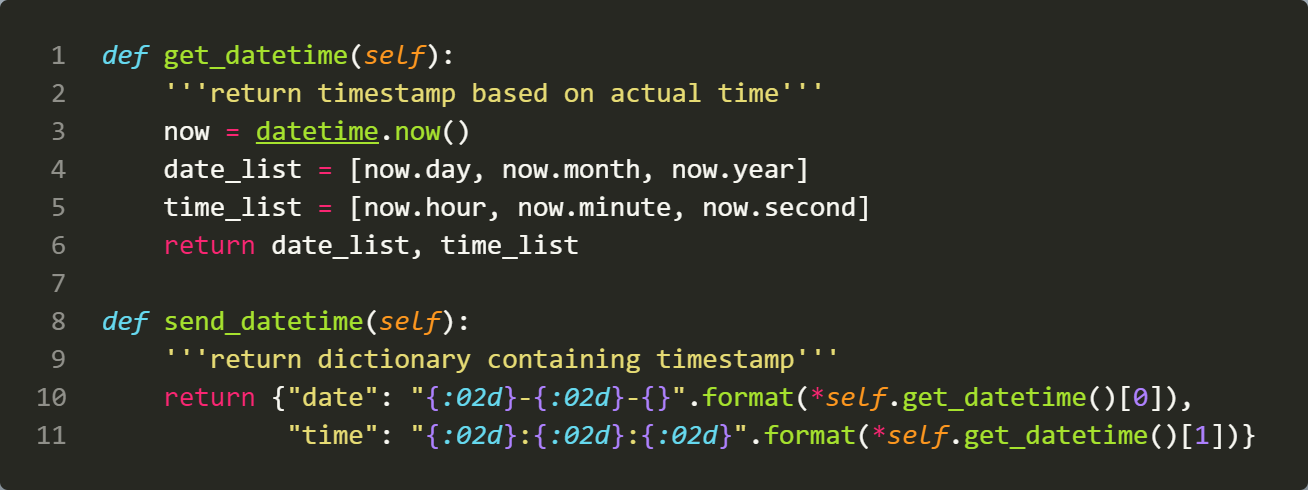 1 def get_datetime(self):
2     '''return timestamp based on actual time'''
3     now = datetime.now()
4     date_list = [now.day, now.month, now.year]
5     time_list = [now.hour, now.minute, now.second]
6     return date_list, time_list
7
8 def send_datetime(self):
9     '''return dictionary containing timestamp'''
10     return {"date": "{:02d}-{:02d}-{}".format(*self.get_datetime()[0]),
11             "time": "{:02d}:{:02d}:{:02d}".format(*self.get_datetime()[1])}